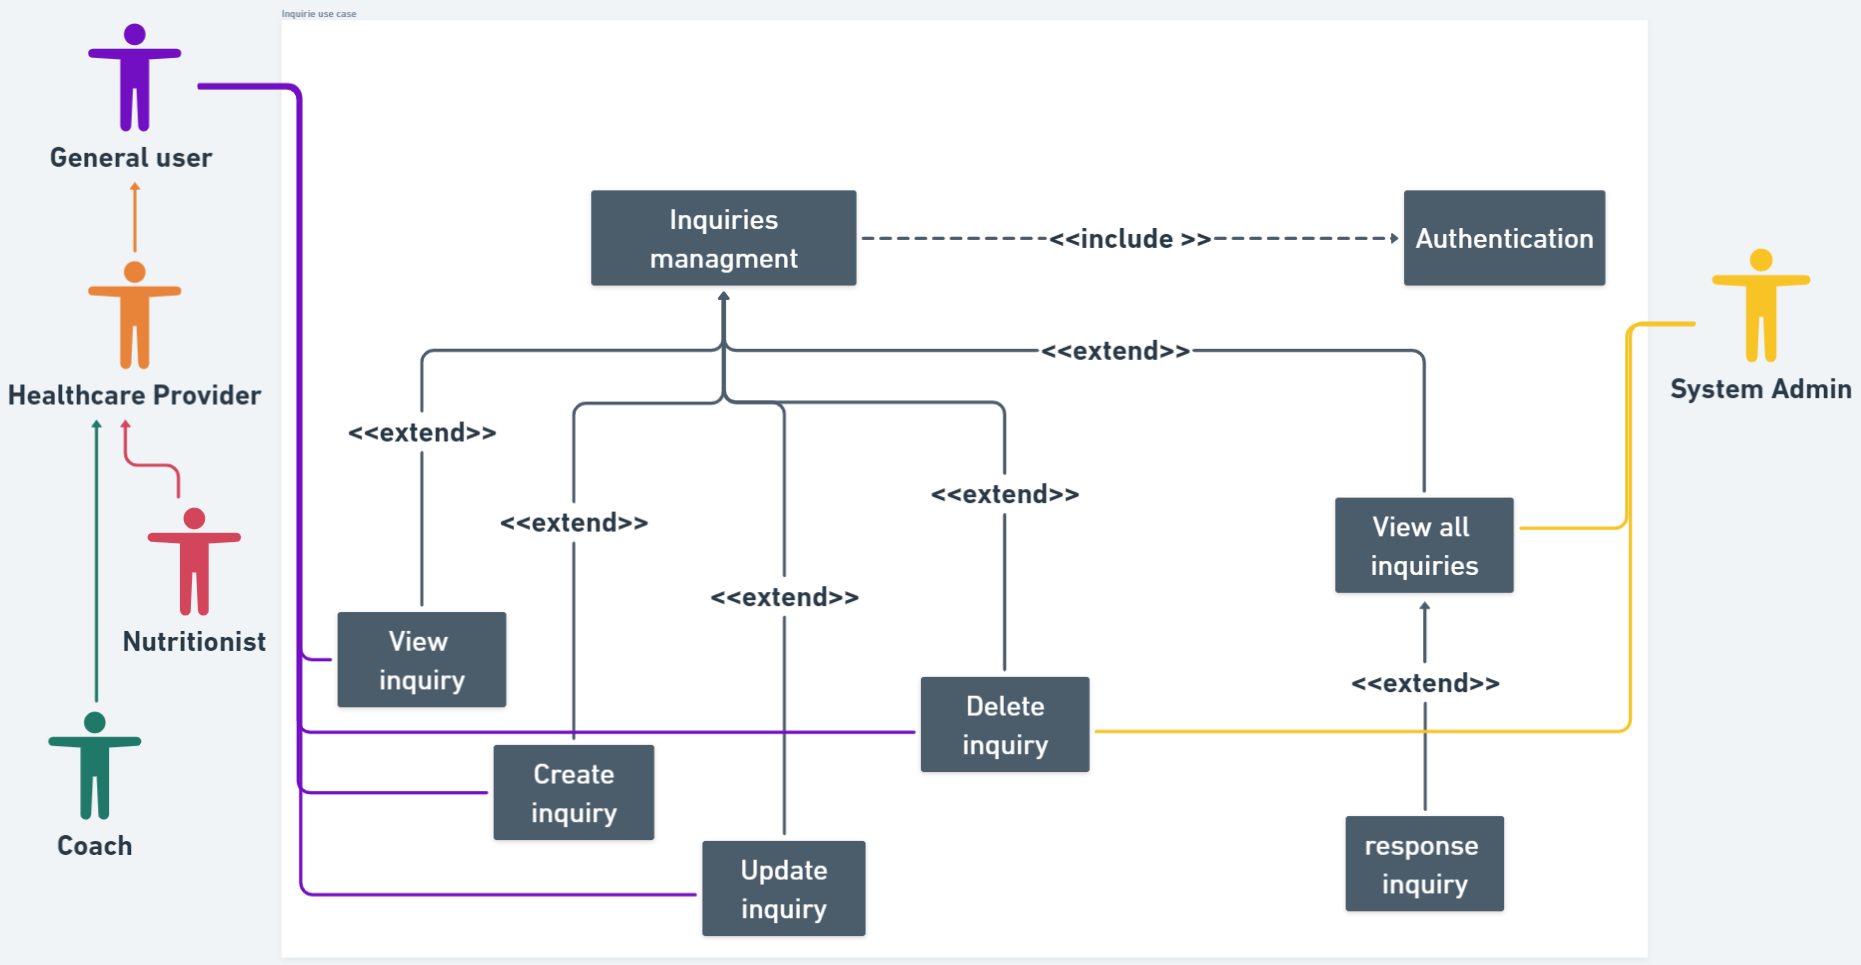 Inquirie use case
General user
Inquiries
managment
<<include >>
Authentication
Healthcare Provider
System Admin
<<extend>>
<<extend>>
<<extend>>
<<extend>>
<<extend>>
View all
inquiries
Nutritionist
View
inquiry
<<extend>>
Delete
inquiry
Create
inquiry
Coach
Update
inquiry
response
inquiry